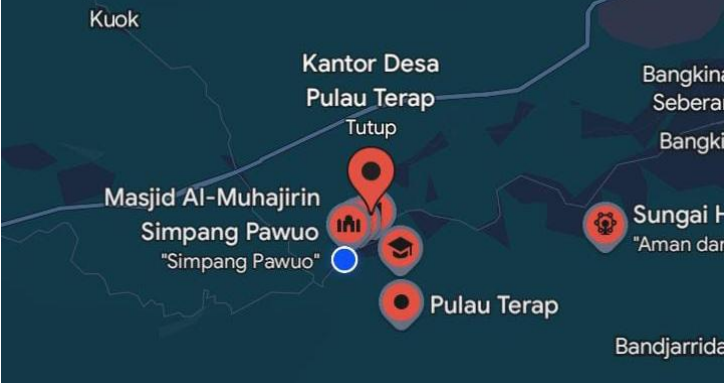 Kuok
Kantor Desa
Pulau Terap
Tutup
Bangkina
Seberan
Bangki
Masjid Al-Muhajirin
Simpang Pawuo
"Simpang Pawuo"
Sungai H
"Aman dan
Pulau Terap
Bandjarrida